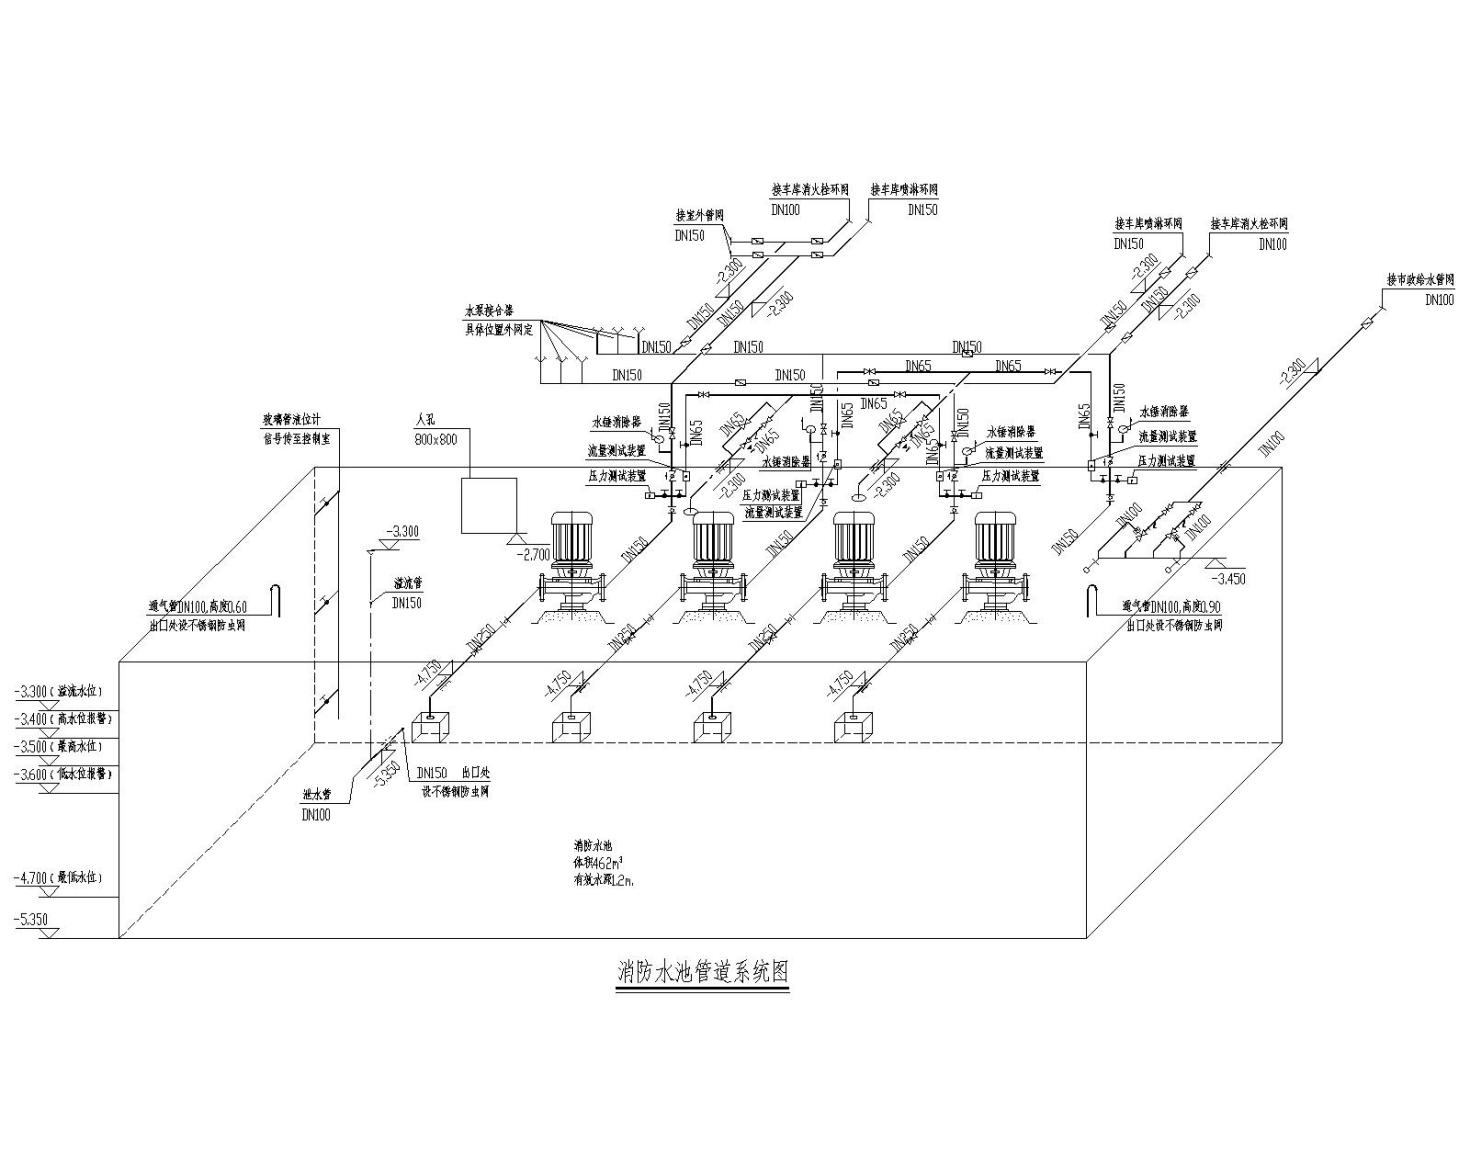 接车库消火栓环网
DN100
接车库喷淋环网
DN150
接室外管网
DN150
接车库喷淋环网
DN150
接车库消火栓环网
DN100
接市政给水管网
DN100
-2.300
-2.300
-2.300
-2.300
-2.300
DN150
DN150
DN150
DN150
水泵接合器
具体位置外网定
DN150
DN150
DN150
DN150
DN150
DN65
DN65
DN65
DN150
DN150
DN150
DN150
DN65
DN65
DN65
DN65
DN65
DN65
DN65
DN65
玻璃管液位计
信号传至控制室
人孔
800x800
水锤消除器
流量测试装置
压力测试装置
水锤消除器
压力测试装置
流量测试装置
水锤消除器
流量测试装置
压力测试装置
水锤消除器
流量测试装置
压力测试装置
DN100
-2.300
-2.300
DN100
DN100
-3.300
-2.700
DN150
DN150
DN150
DN150
-3.450
溢流管
DN150
通气管DN100,高度0.60
出口处设不锈钢防虫网
通气管DN100,高度0.90
出口处设不锈钢防虫网
DN250
DN250
DN250
DN250
-4.750
-4.750
-4.750
-4.750
-3.300(溢流水位)
-3.400(高水位报警)
-3.500(最高水位)
-3.600(低水位报警)
-4.700(最低水位)
-5.350
-5.350
DN150 出口处
设不锈钢防虫网
泄水管
DN100
消防水池
体积462m³
有效水深1.2m.
消防水池管道系统图